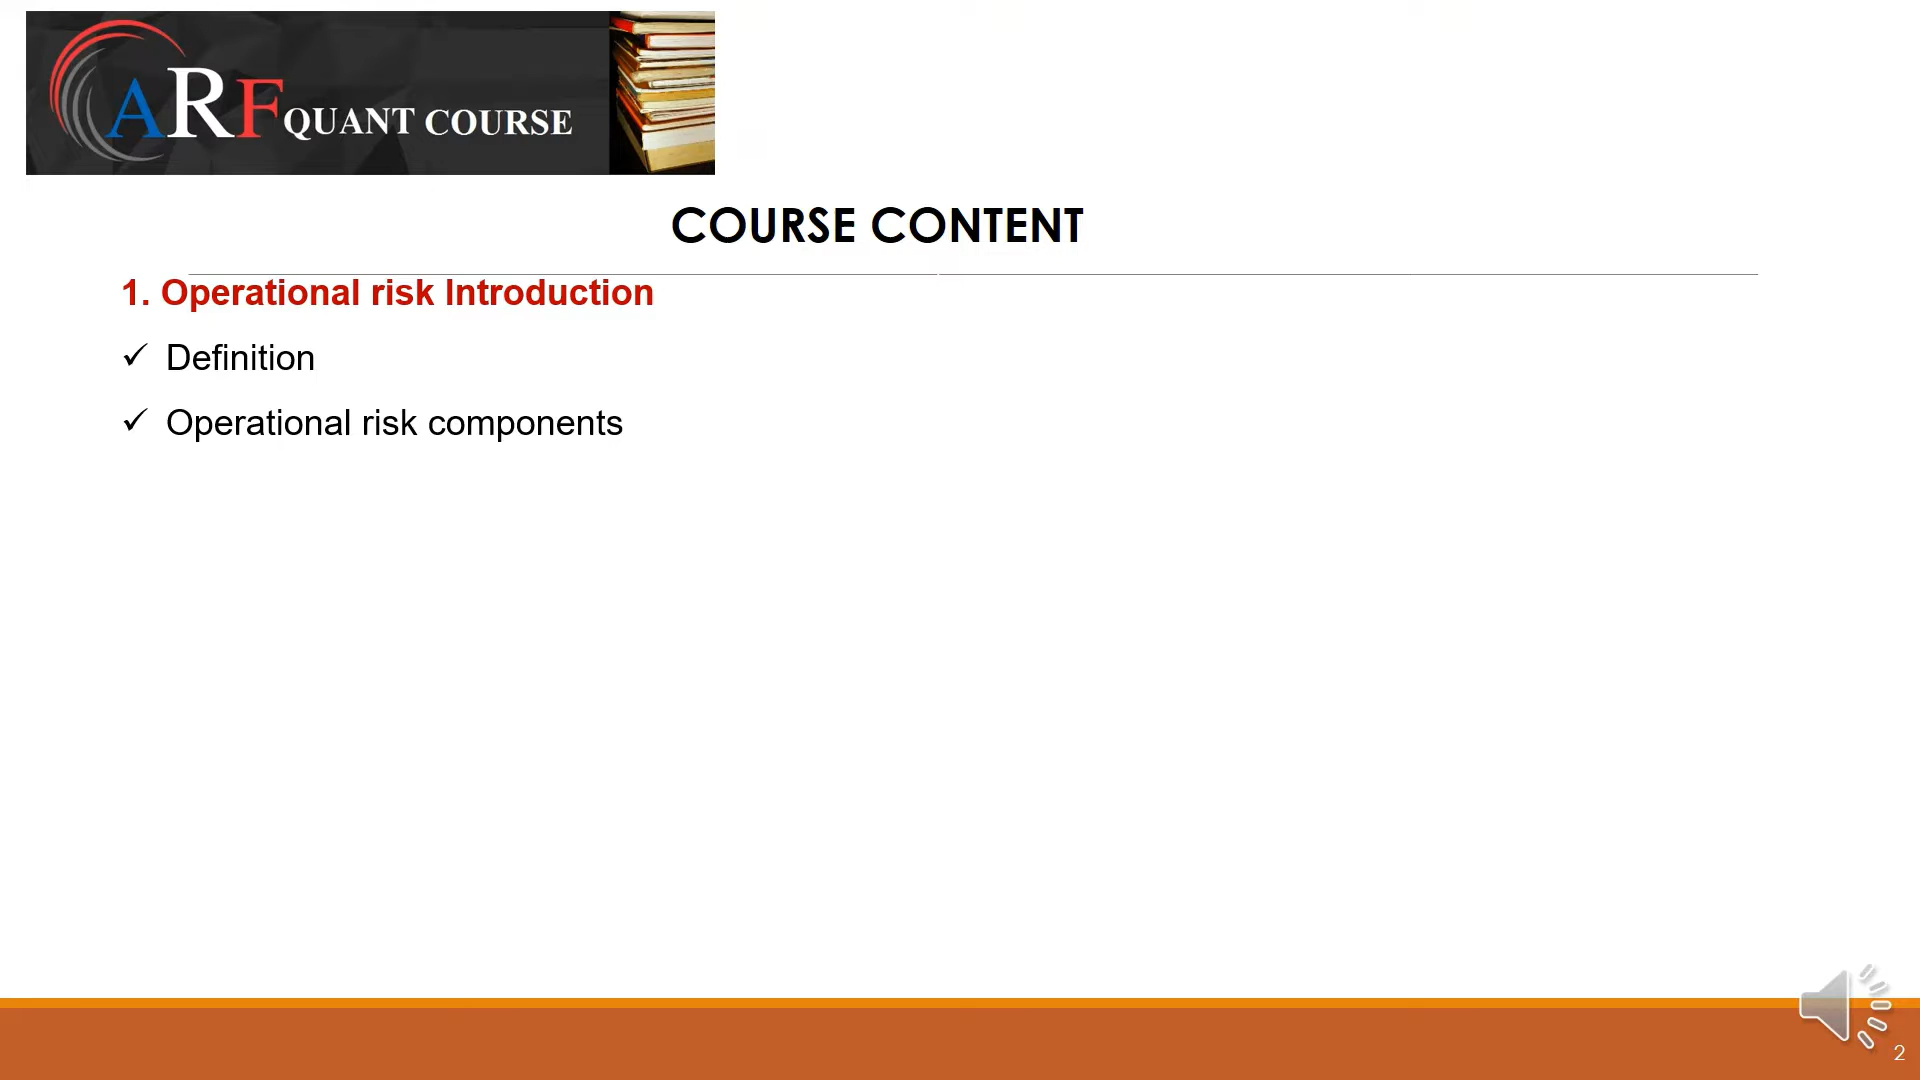 ARF QUANT COURSE
COURSE CONTENT
1. Operational risk Introduction
✓ Definition
✓ Operational risk components
2